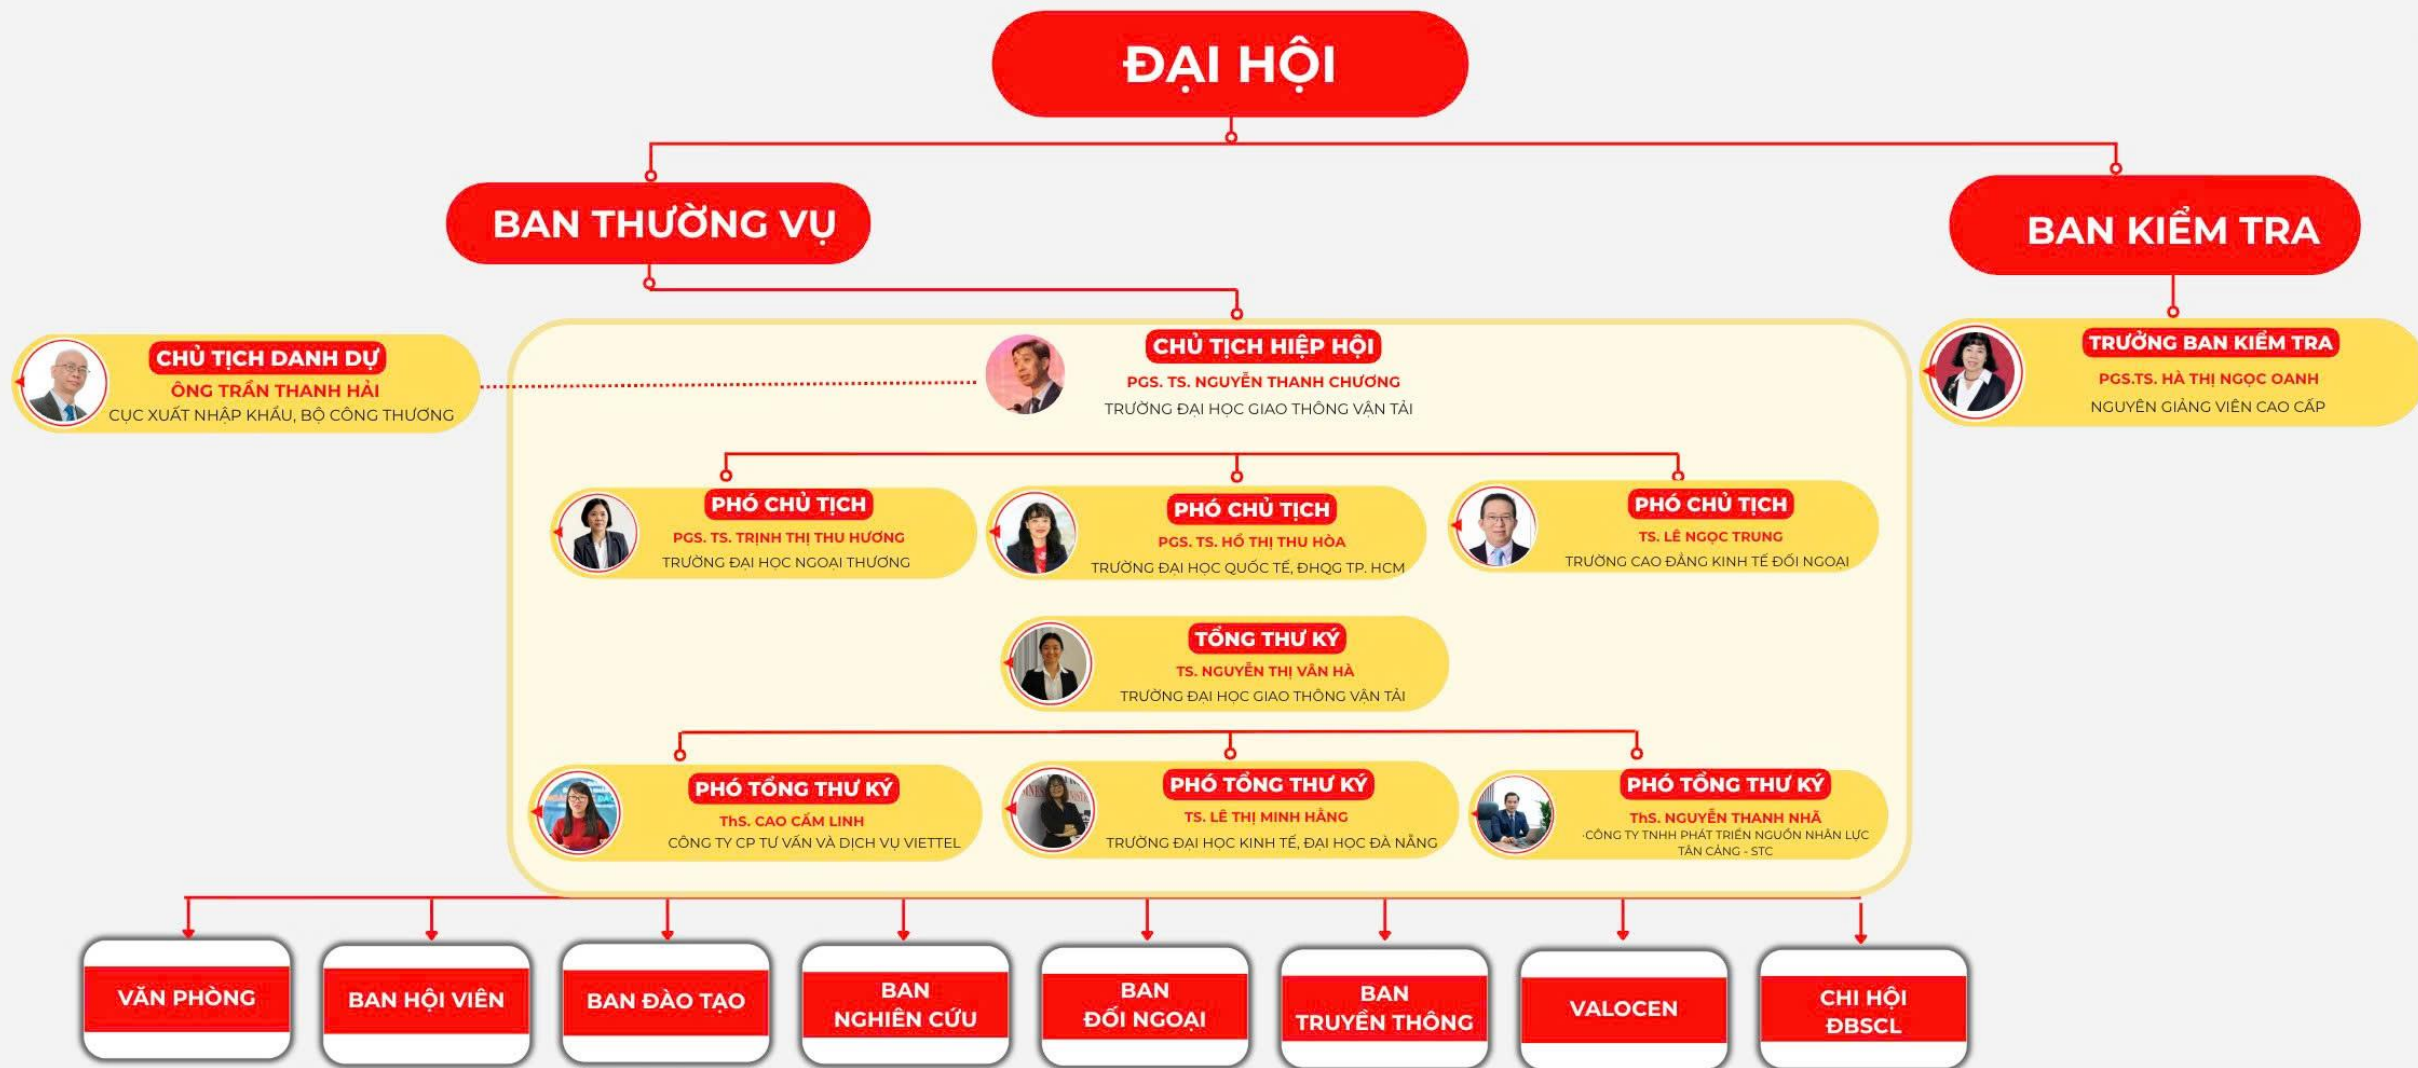 ĐẠI HỘI
BAN THƯỜNG VỤ
BAN KIỂM TRA
CHỦ TỊCH DANH DỰ
ÔNG TRẦN THANH HẢI
CỤC XUẤT NHẬP KHẨU, BỘ CÔNG THƯƠNG
CHỦ TỊCH HIỆP HỘI
PGS. TS. NGUYỄN THANH CHƯƠNG
TRƯỜNG ĐẠI HỌC GIAO THÔNG VẬN TẢI
TRƯỞNG BAN KIỂM TRA
PGS.TS. HÀ THỊ NGỌC OANH
NGUYÊN GIẢNG VIÊN CAO CẤP
PHÓ CHỦ TỊCH
PGS. TS. TRỊNH THỊ THU HƯƠNG
TRƯỜNG ĐẠI HỌC NGOẠI THƯƠNG
PHÓ CHỦ TỊCH
PGS. TS. HỒ THỊ THU HÒA
TRƯỜNG ĐẠI HỌC QUỐC TẾ, ĐHQG TP. HCM
PHÓ CHỦ TỊCH
TS. LÊ NGỌC TRUNG
TRƯỜNG CAO ĐẲNG KINH TẾ ĐỐI NGOẠI
TỔNG THƯ KÝ
TS. NGUYỄN THỊ VÂN HÀ
TRƯỜNG ĐẠI HỌC GIAO THÔNG VẬN TẢI
PHÓ TỔNG THƯ KÝ
ThS. CAO CẨM LINH
CÔNG TY CP TƯ VẤN VÀ DỊCH VỤ VIETTEL
PHÓ TỔNG THƯ KÝ
TS. LÊ THỊ MINH HẰNG
TRƯỜNG ĐẠI HỌC KINH TẾ, ĐẠI HỌC ĐÀ NẴNG
PHÓ TỔNG THƯ KÝ
ThS. NGUYỄN THANH NHÃ
·CÔNG TY TNHH PHÁT TRIỂN NGUỒN NHÂN LỰC
TÂN CẢNG - STC
VĂN PHÒNG
BAN HỘI VIÊN
BAN ĐÀO TẠO
BAN
NGHIÊN CỨU
BAN
ĐỐI NGOẠI
BAN
TRUYỀN THÔNG
VALOCEN
CHI HỘI
ĐBSCL